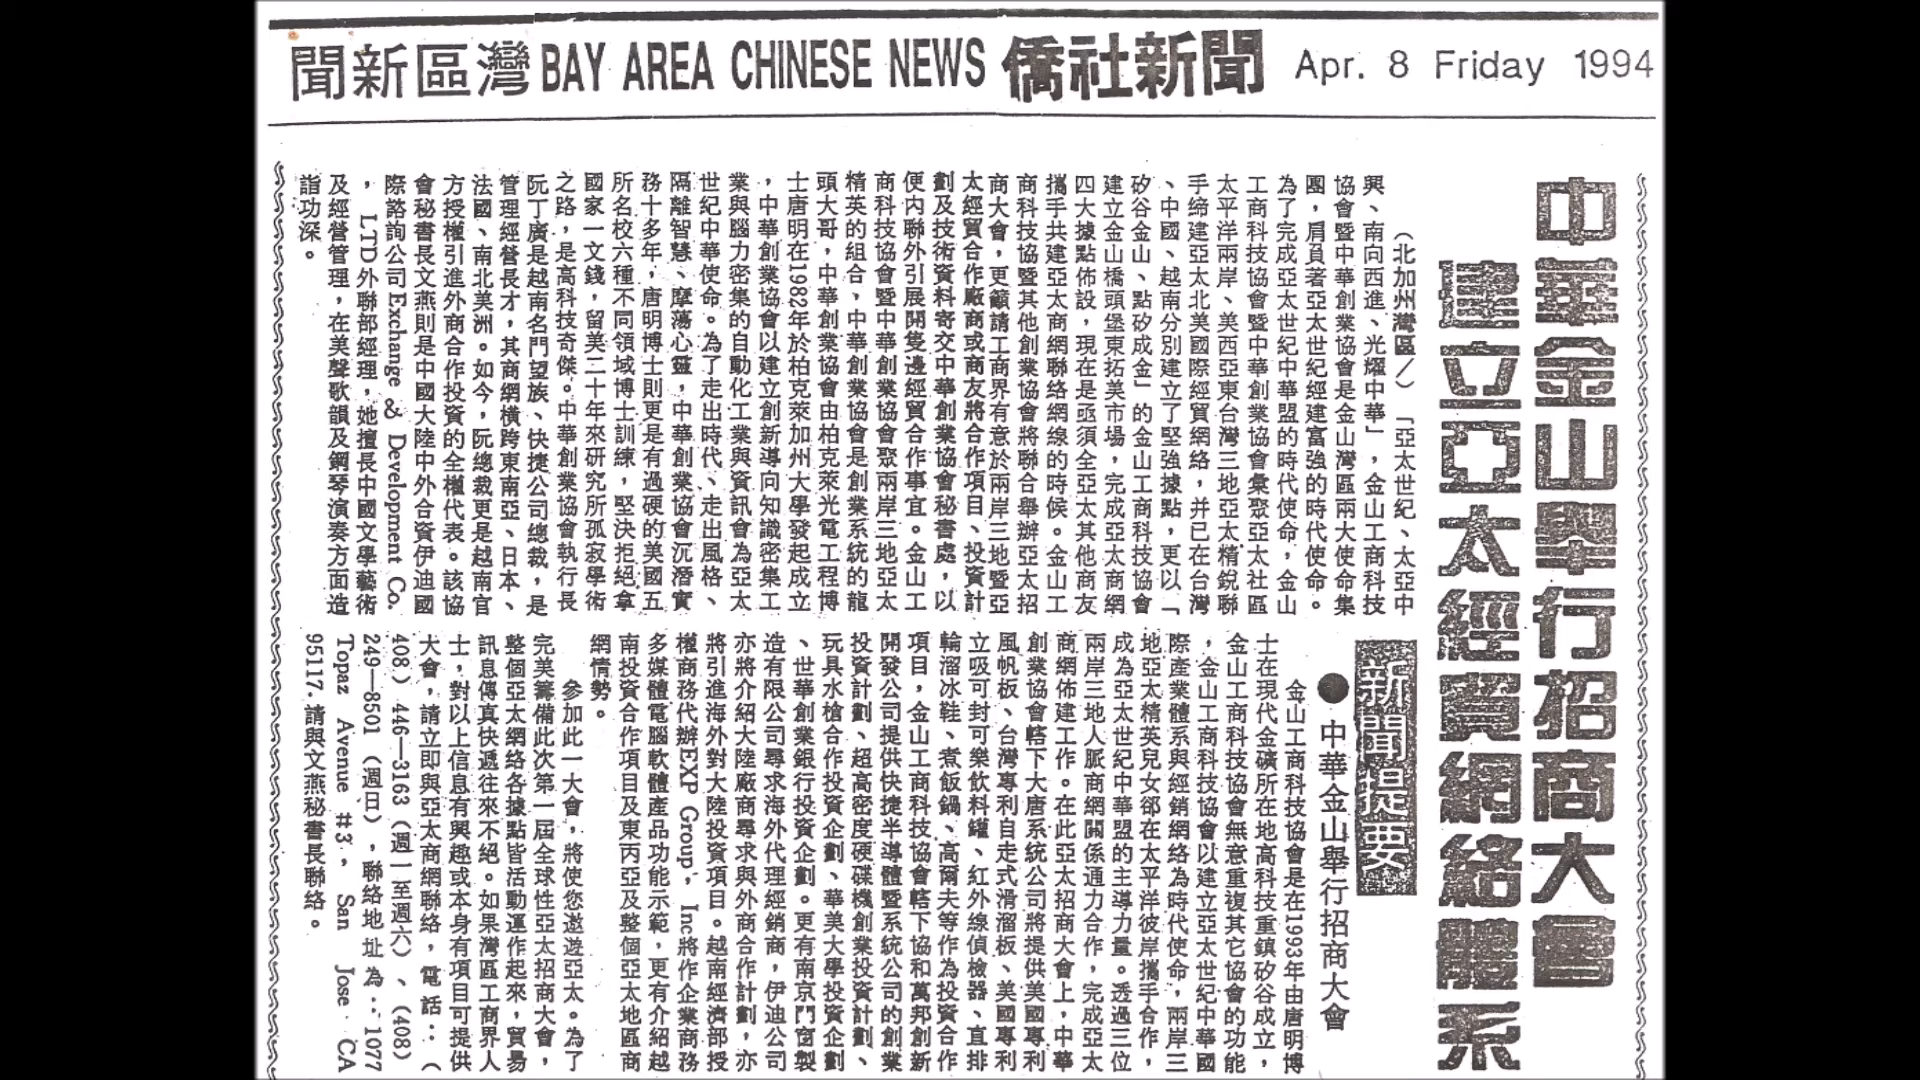 灣區新聞 BAY AREA CHINESE NEWS 僑社新聞 Apr. 8 Friday 1994
中華金山舉行招商大會
建立亞太經貿網絡體系
（北加州灣區／）「亞太世紀、太亞中
興、南向西進、光耀中華」，金山工商科技
協會暨中華創業協會是金山灣區兩大使命集
團，肩負著亞太世紀經建富強的時代使命。
為了完成亞太世紀中華盟的時代使命，金山
工商科技協會暨中華創業協會彙聚亞太社區
太平洋兩岸、美西亞東台灣三地亞太精銳聯
手締建亞太北美國際經貿網絡，并已在台灣
、中國、越南分別建立了堅強據點，更以「
矽谷金山、點矽成金」的金山工商科技協會
建立金山橋頭堡東拓美市場，完成亞太商網
四大據點佈設，現在是亟須全亞太其他商友
攜手共建亞太商網聯絡網線的時候。金山工
商科技協暨其他創業協會將聯合舉辦亞太招
商大會，更籲請工商界有意於兩岸三地暨亞
太經貿合作廠商或商友將合作項目、投資計
劃及技術資料寄交中華創業協會秘書處，以
便內聯外引展開雙邊經貿合作事宜。金山工
商科技協會暨中華創業協會聚兩岸三地亞太
精英的組合，中華創業協會是創業系統的龍
頭大哥，中華創業協會由柏克萊光電工程博
士唐明在1982年於柏克萊加州大學發起成立
，中華創業協會以建立創新導向知識密集工
業與腦力密集的自動化工業與資訊會為亞太
世紀中華使命。為了走出時代、走出風格、
隔離智慧、摩蕩心靈，中華創業協會沉潛實
務十多年，唐明博士則更是有過硬的美國五
所名校六種不同領域博士訓練，堅決拒絕拿
國家一文錢，留美二十年來研究所孤寂學術
之路，是高科技奇傑。中華創業協會執行長
阮丁廣是越南名門望族、快捷公司總裁，是
管理經營長才，其商網橫跨東南亞、日本、
法國、南北美洲。如今，阮總裁更是越南官
方授權引進外商合作投資的全權代表。該協
會秘書長文燕則是中國大陸中外合資伊迪國
際諮詢公司Exchange & Development Co.
，LTD外聯部經理，她擅長中國文學藝術
及經營管理，在美聲歌韻及鋼琴演奏方面造
詣功深。
新聞提要
●中華金山舉行招商大會
金山工商科技協會是在1993年由唐明博
士在現代金礦所在地高科技重鎮矽谷成立，
金山工商科技協會無意重複其它協會的功能
，金山工商科技協會以建立亞太世紀中華國
際產業體系與經銷網絡為時代使命，兩岸三
地亞太精英兒女卻在太平洋彼岸攜手合作，
成為亞太世紀中華盟的主導力量。透過三位
兩岸三地人脈商網關係通力合作，完成亞太
商網佈建工作。在此亞太招商大會上，中華
創業協會轄下大唐系統公司將提供美國專利
風帆板、台灣專利自走式滑溜板、美國專利
立吸可封可樂飲料罐、紅外線偵檢器、直排
輪溜冰鞋、煮飯鍋、高爾夫等作為投資合作
項目，金山工商科技協會轄下協和萬邦創新
開發公司提供快捷半導體暨系統公司的創業
投資計劃、超高密度硬碟機創業投資計劃、
玩具水槍合作投資企劃、華美大學投資企劃
、世華創業銀行投資企劃。更有南京門窗製
造有限公司尋求海外代理經銷商，伊迪公司
亦將介紹大陸廠商尋求與外商合作計劃，亦
將引進海外對大陸投資項目。越南經濟部授
權商務代辦EXP Group，Inc將作企業商務
多媒體電腦軟體產品功能示範，更有介紹越
南投資合作項目及東丙亞及整個亞太地區商
網情勢。
參加此一大會，將使您遨遊亞太。為了
完美籌備此次第一屆全球性亞太招商大會，
整個亞太網絡各據點皆活動運作起來，貿易
訊息傳真快遞往來不絕。如果灣區工商界人
士，對以上信息有興趣或本身有項目可提供
大會，請立即與亞太商網聯絡，電話：（
408）446—3163（週一至週六）、（408）
249—8501（週日），聯絡地址為：1077
Topaz Avenue #3，San Jose CA
95117．請與文燕秘書長聯絡。